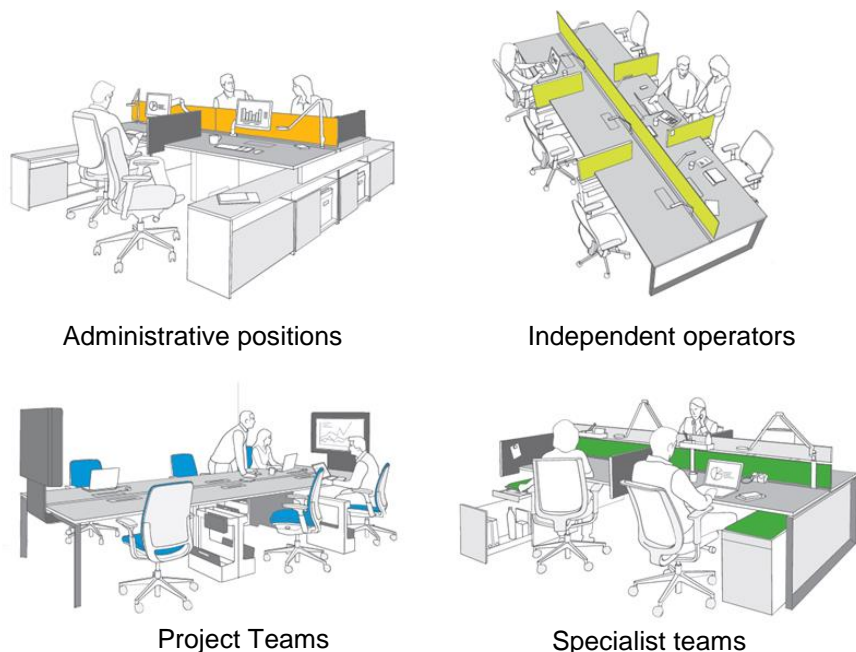 Administrative positions
Independent operators
Project Teams
Specialist teams